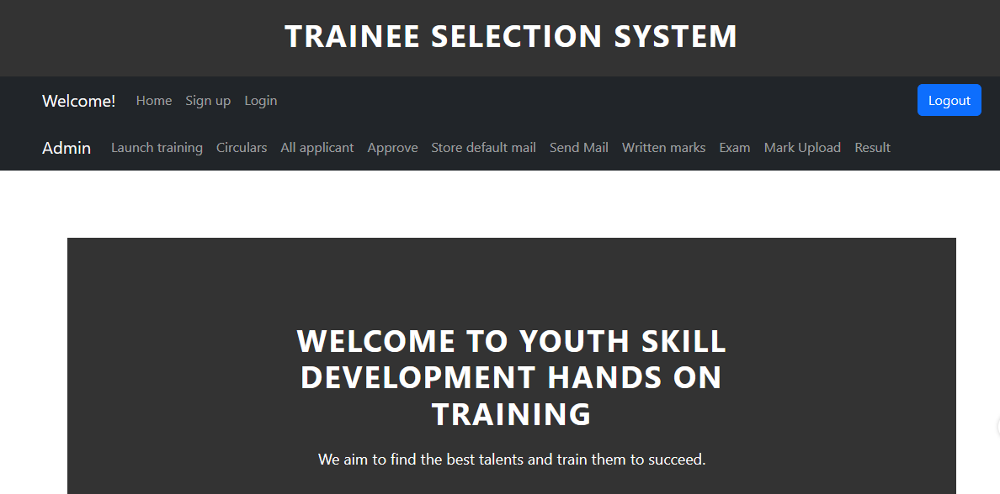 TRAINEE SELECTION SYSTEM
Welcome! Home Sign up Login Logout
Admin Launch training Circulars All applicant Approve Store default mail Send Mail Written marks Exam Mark Upload Result
WELCOME TO YOUTH SKILL
DEVELOPMENT HANDS ON
TRAINING
We aim to find the best talents and train them to succeed.